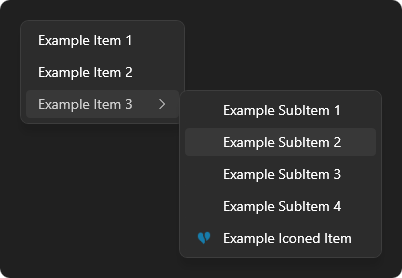 Example Item 1
Example Item 2
Example Item 3
Example SubItem 1
Example SubItem 2
Example SubItem 3
Example SubItem 4
Example Iconed Item